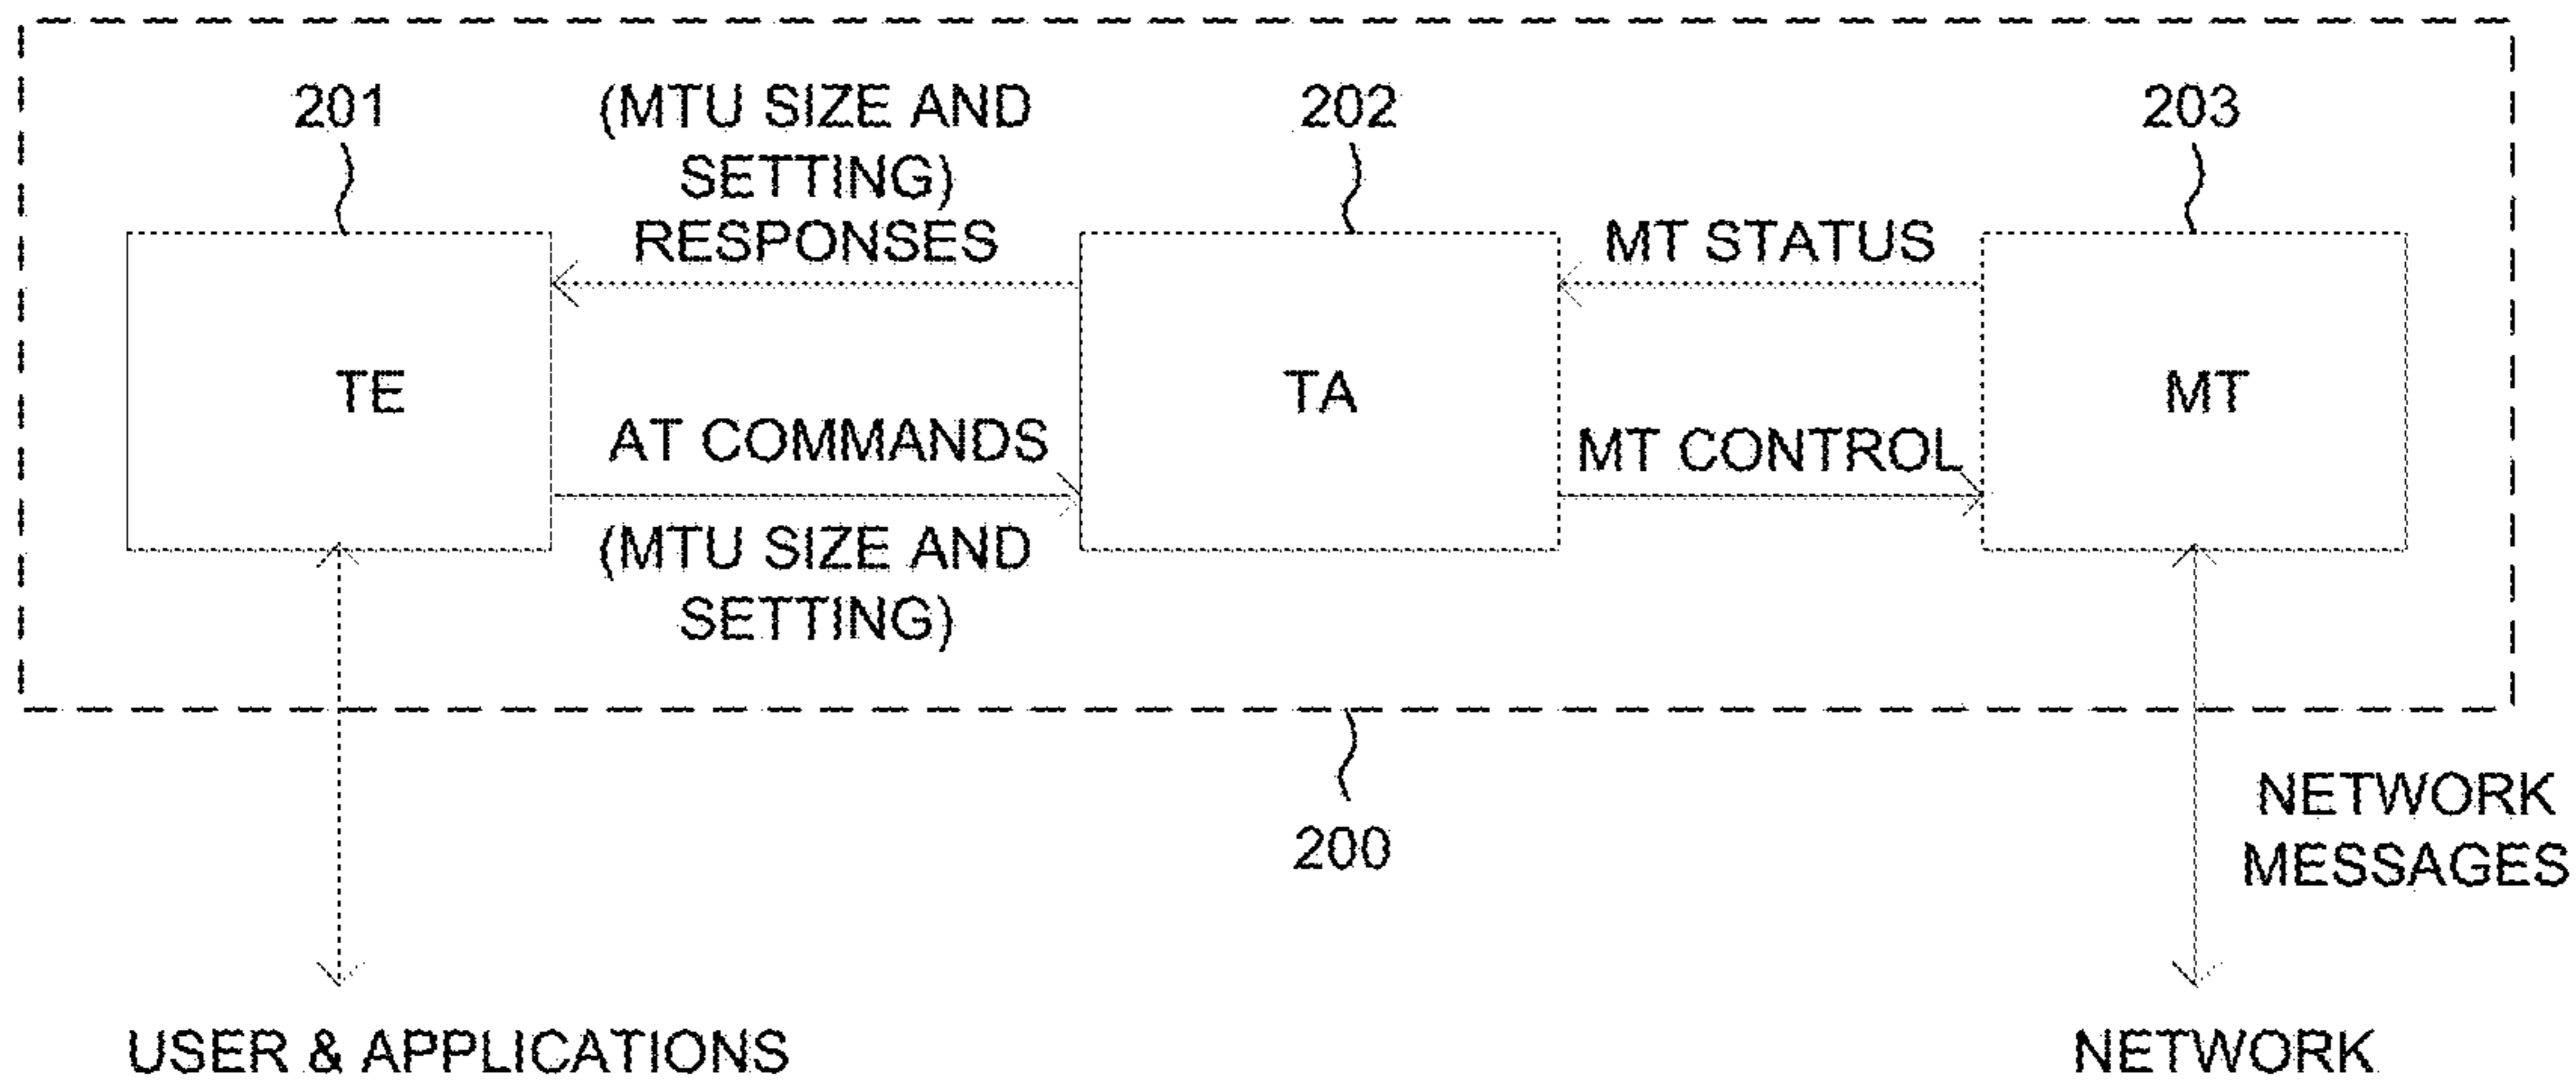 201
(MTU SIZE AND
SETTING)
RESPONSES
202
203
MT STATUS
TE
TA
MT
AT COMMANDS
MT CONTROL
(MTU SIZE AND
SETTING)
200
NETWORK
MESSAGES
USER & APPLICATIONS
NETWORK